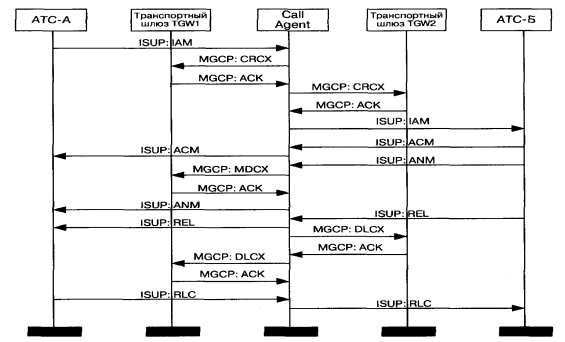 АТС-А
Транспортный
шлюз TGW1
Call
Agent
Транспортный
шлюз TGW2
АТС-Б
ISUP: IAM
MGCP: CRCX
MGCP: ACK
MGCP: CRCX
MGCP: ACK
ISUP: IAM
ISUP: ACM
ISUP: ACM
ISUP: ANM
MGCP: MDCX
MGCP: ACK
ISUP: ANM
ISUP: REL
ISUP: REL
MGCP: DLCX
MGCP: ACK
MGCP: DLCX
MGCP: ACK
ISUP: RLC
ISUP: RLC